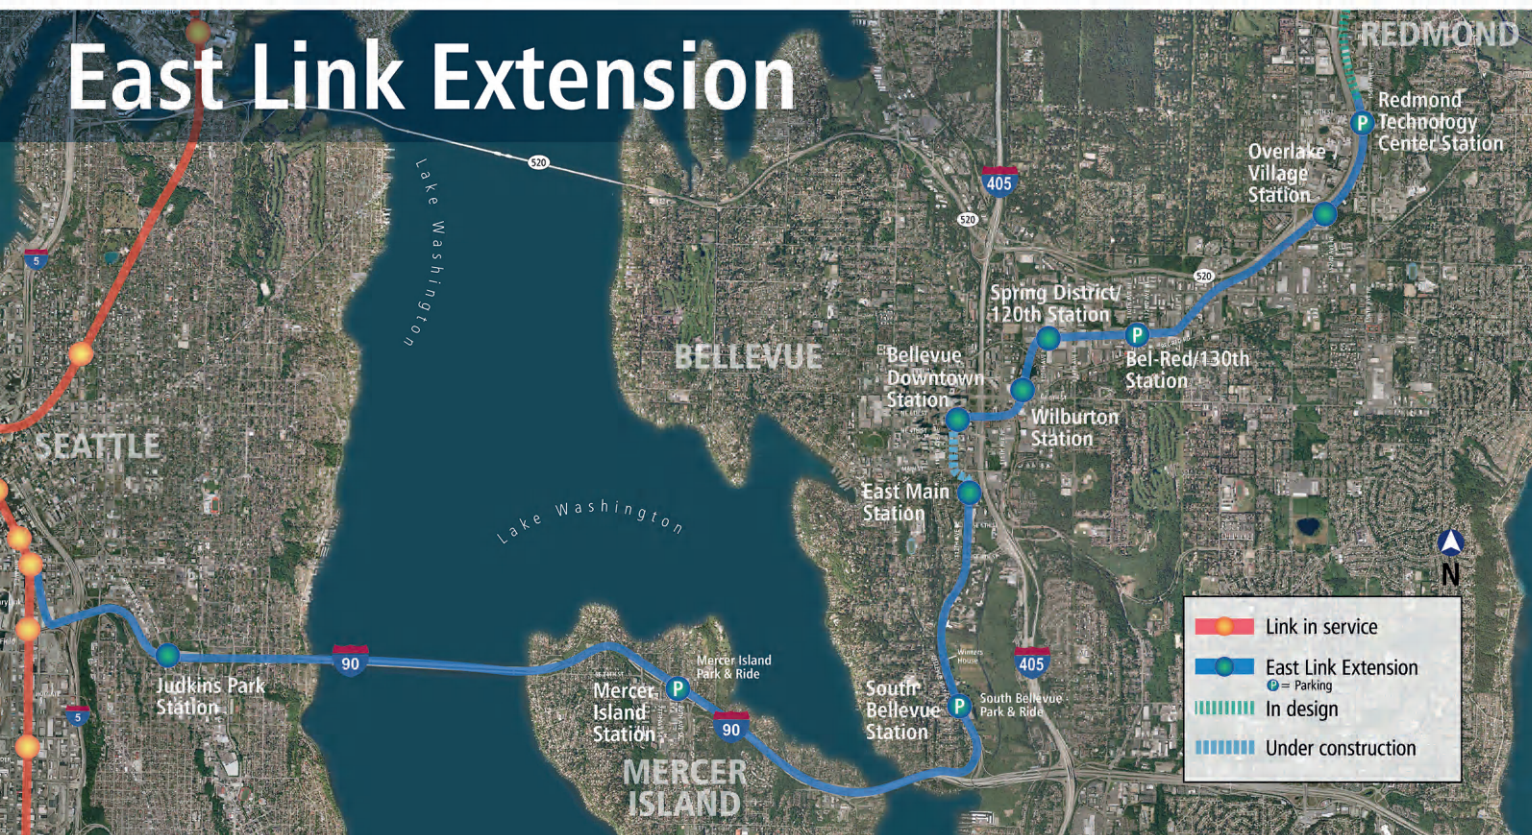 East Link Extension
REDMOND
Redmond
Technology
Center Station
Overlake
Village
Station
520
405
520
520
Lake Washington
5
Spring District/
120th Station
Bel-Red/130th
Station
BELLEVUE
Bellevue
Downtown
Station
Wilburton
Station
SEATTLE
East Main
Station
Lake Washington
N
Link in service
East Link Extension
P = Parking
In design
Under construction
90
Judkins Park
Station
5
Mercer Island
Park & Ride
P
Mercer
Island
Station
90
MERCER
ISLAND
Winters
House
405
South
Bellevue
Station
P
South Bellevue
Park & Ride
P
P